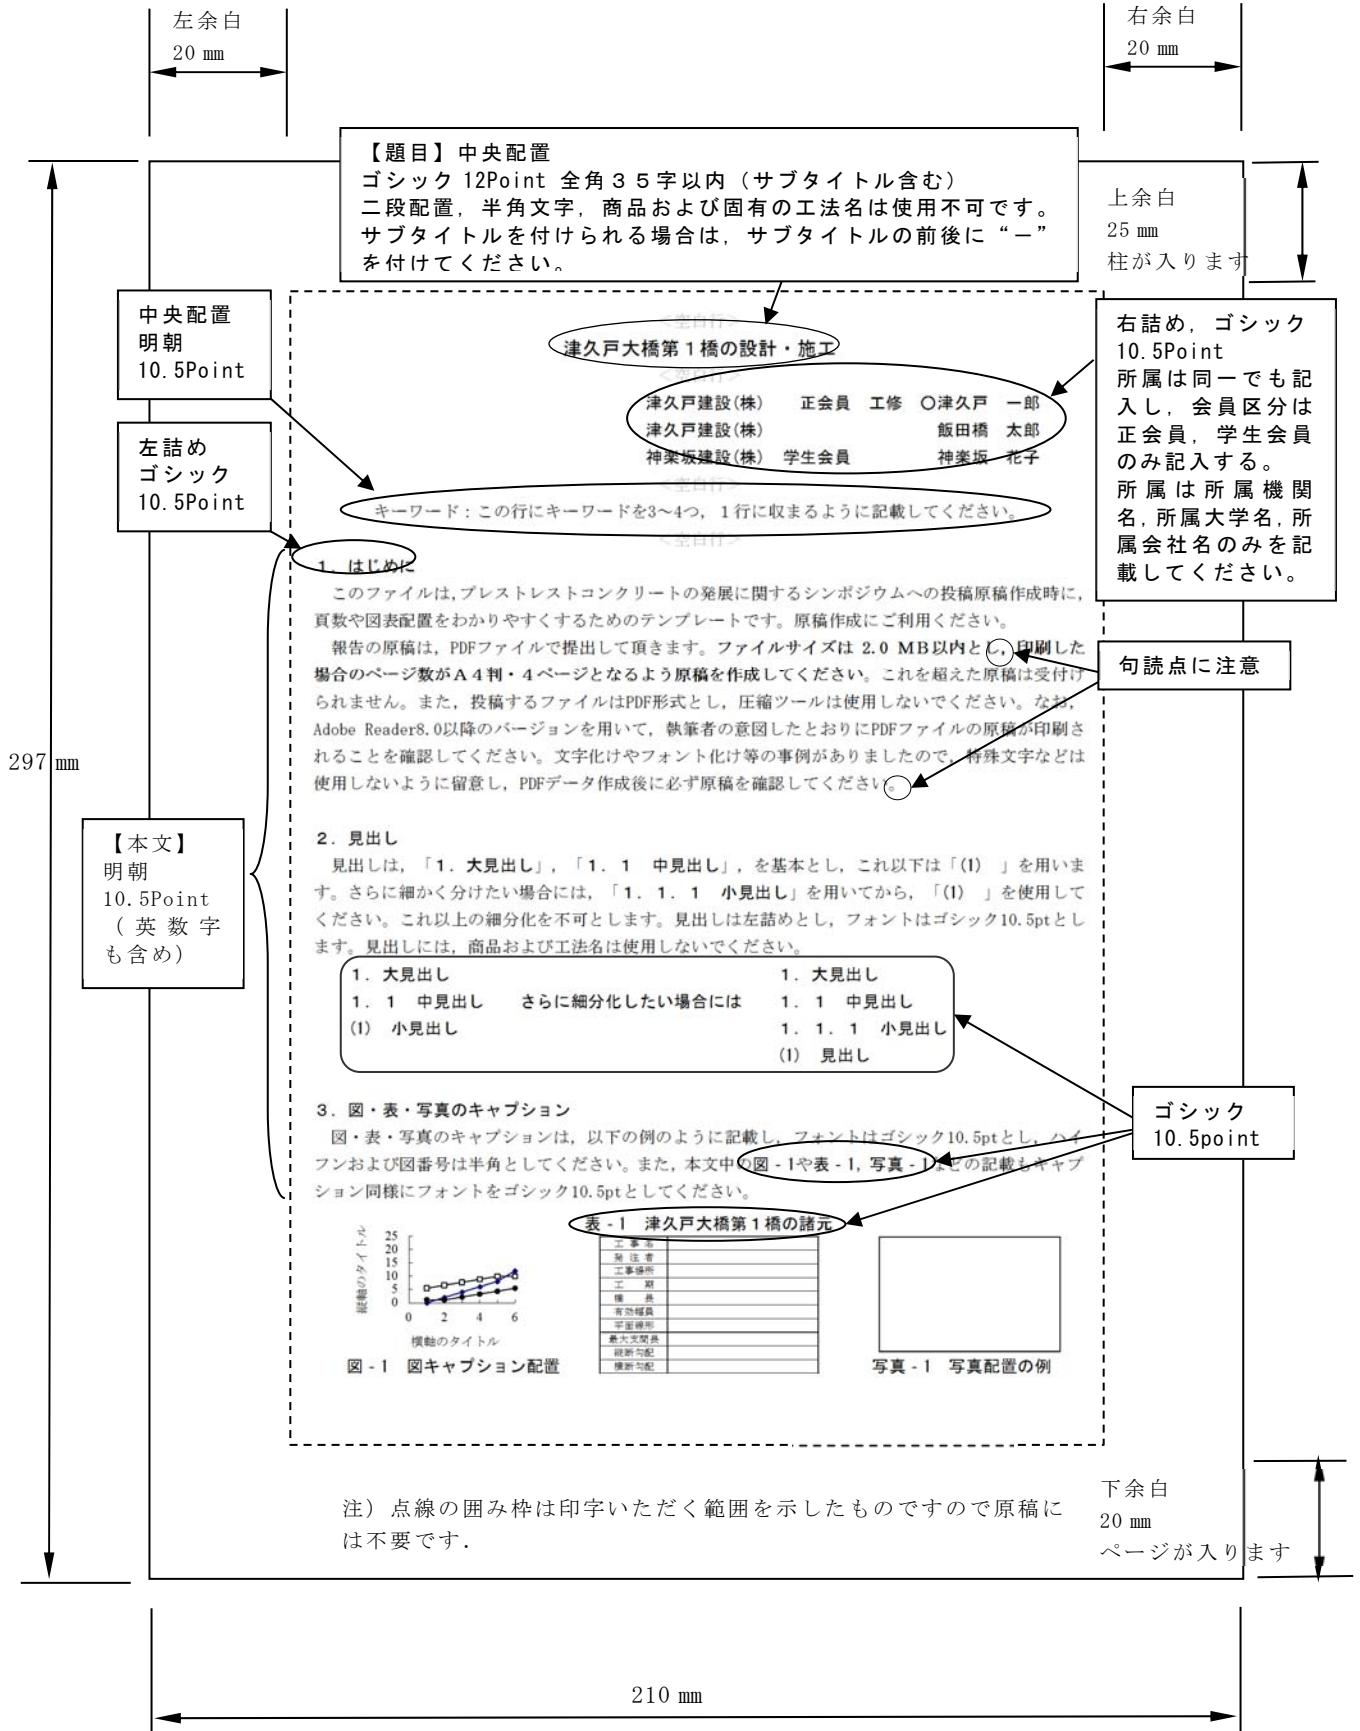 左余白
20 mm
右余白
20 mm
【題目】中央配置
ゴシック 12Point 全角３５字以内（サブタイトル含む）
二段配置，半角文字，商品および固有の工法名は使用不可です。
サブタイトルを付けられる場合は，サブタイトルの前後に“－”
を付けてください。
上余白
25 mm
柱が入ります
中央配置
明朝
10.5Point
左詰め
ゴシック
10.5Point
右詰め，ゴシック
10.5Point
所属は同一でも記
入し，会員区分は
正会員，学生会員
のみ記入する。
所属は所属機関
名，所属大学名，所
属会社名のみを記
載してください。
＜空白行＞
津久戸大橋第１橋の設計・施工
＜空白行＞
津久戸建設(株)　正会員　工修　○津久戸　一郎
津久戸建設(株)　飯田橋　太郎
神楽坂建設(株)　学生会員　神楽坂　花子
＜空白行＞
キーワード：この行にキーワードを3～4つ，１行に収まるように記載してください。
＜空白行＞
１．はじめに
このファイルは，プレストレストコンクリートの発展に関するシンポジウムへの投稿原稿作成時に，
頁数や図表配置をわかりやすくするためのテンプレートです。原稿作成にご利用ください。
報告の原稿は，PDFファイルで提出して頂きます。ファイルサイズは 2.0 MB以内とし，印刷した
場合のページ数がＡ４判・４ページとなるよう原稿を作成してください。これを超えた原稿は受付け
られません。また，投稿するファイルはPDF形式とし，圧縮ツールは使用しないでください。なお，
Adobe Reader8.0以降のバージョンを用いて，執筆者の意図したとおりにPDFファイルの原稿が印刷さ
れることを確認してください。文字化けやフォント化け等の事例がありましたので，特殊文字などは
使用しないように留意し，PDFデータ作成後に必ず原稿を確認してください。
句読点に注意
297 mm
【本文】
明朝
10.5Point
（英数字
も含め）
２．見出し
見出しは，「１．大見出し」，「１．１　中見出し」，を基本とし，これ以下は「(1)　」を用いま
す。さらに細かく分けたい場合には，「１．１．１　小見出し」を用いてから，「(1)　」を使用して
ください。これ以上の細分化を不可とします。見出しは左詰めとし，フォントはゴシック10.5ptとし
ます。見出しには，商品および工法名は使用しないでください。
１．大見出し　１．大見出し
１．１　中見出し　さらに細分化したい場合には　１．１　中見出し
(1)　小見出し　１．１．１　小見出し
(1)　見出し
ゴシック
10.5point
３．図・表・写真のキャプション
図・表・写真のキャプションは，以下の例のように記載し，フォントはゴシック10.5ptとし，ハイ
フンおよび図番号は半角としてください。また，本文中の図-1や表-1，写真-1などの記載もキャプ
ション同様にフォントをゴシック10.5ptとしてください。
縦軸のタイトル
25
20
15
10
5
0
0 2 4 6
横軸のタイトル
図-1　図キャプション配置
表-1　津久戸大橋第１橋の諸元
工事名
発注者
工事場所
工　期
橋　長
有効幅員
平面線形
最大支間長
縦断勾配
横断勾配
写真-1　写真配置の例
注）点線の囲み枠は印字いただく範囲を示したものですので原稿に
は不要です．
下余白
20 mm
ページが入ります
210 mm